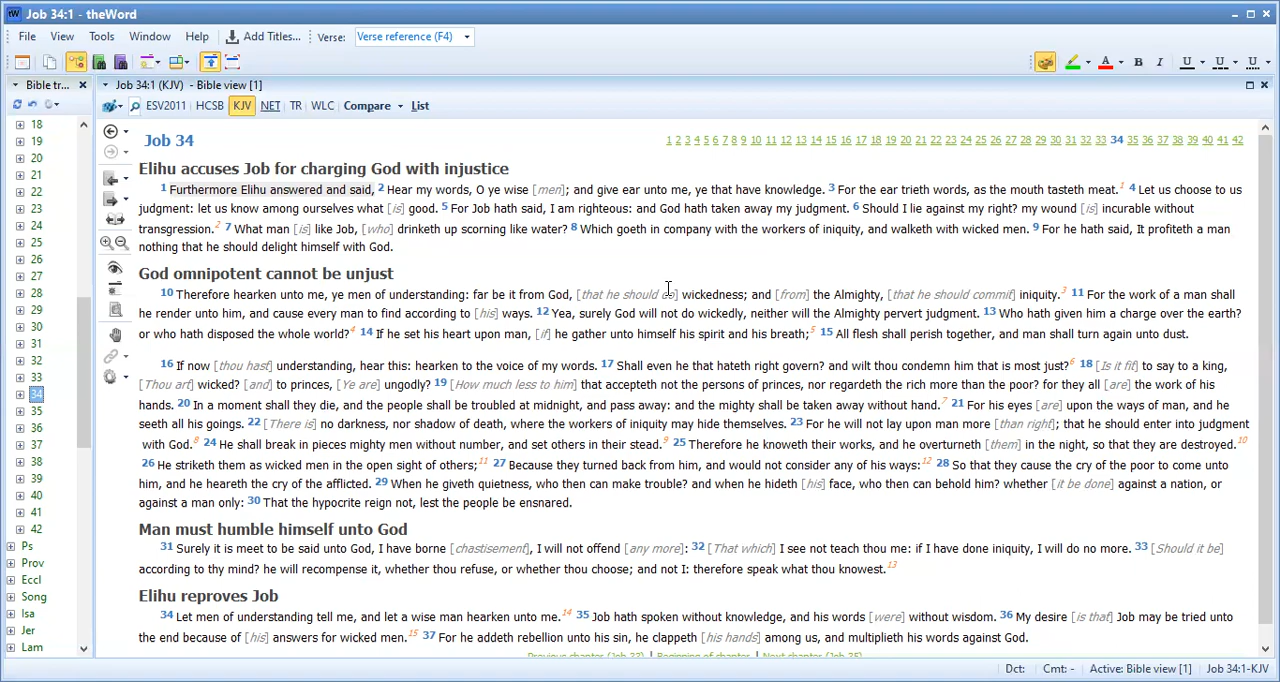 Job 34:1 - theWord
File View Tools Window Help Add Titles... Verse: Verse reference (F4)
Bible tr...
Job 34:1 (KJV) - Bible view [1]
ESV2011 HCSB KJV NET TR WLC Compare List
18
19
20
21
22
23
24
25
26
27
28
29
30
31
32
33
34
35
36
37
38
39
40
41
42
Ps
Prov
Eccl
Song
Isa
Jer
Lam
Job 34
1 2 3 4 5 6 7 8 9 10 11 12 13 14 15 16 17 18 19 20 21 22 23 24 25 26 27 28 29 30 31 32 33 34 35 36 37 38 39 40 41 42
Elihu accuses Job for charging God with injustice
1 Furthermore Elihu answered and said, 2 Hear my words, O ye wise [men]; and give ear unto me, ye that have knowledge. 3 For the ear trieth words, as the mouth tasteth meat.1 4 Let us choose to us
judgment: let us know among ourselves what [is] good. 5 For Job hath said, I am righteous: and God hath taken away my judgment. 6 Should I lie against my right? my wound [is] incurable without
transgression.2 7 What man [is] like Job, [who] drinketh up scorning like water? 8 Which goeth in company with the workers of iniquity, and walketh with wicked men. 9 For he hath said, It profiteth a man
nothing that he should delight himself with God.
God omnipotent cannot be unjust
10 Therefore hearken unto me, ye men of understanding: far be it from God, [that he should do] wickedness; and [from] the Almighty, [that he should commit] iniquity.3 11 For the work of a man shall
he render unto him, and cause every man to find according to [his] ways. 12 Yea, surely God will not do wickedly, neither will the Almighty pervert judgment. 13 Who hath given him a charge over the earth?
or who hath disposed the whole world?4 14 If he set his heart upon man, [if] he gather unto himself his spirit and his breath;5 15 All flesh shall perish together, and man shall turn again unto dust.
16 If now [thou hast] understanding, hear this: hearken to the voice of my words. 17 Shall even he that hateth right govern? and wilt thou condemn him that is most just?6 18 [Is it fit] to say to a king,
[Thou art] wicked? [and] to princes, [Ye are] ungodly? 19 [How much less to him] that accepteth not the persons of princes, nor regardeth the rich more than the poor? for they all [are] the work of his
hands. 20 In a moment shall they die, and the people shall be troubled at midnight, and pass away: and the mighty shall be taken away without hand.7 21 For his eyes [are] upon the ways of man, and he
seeth all his goings. 22 [There is] no darkness, nor shadow of death, where the workers of iniquity may hide themselves. 23 For he will not lay upon man more [than right]; that he should enter into judgment
with God.8 24 He shall break in pieces mighty men without number, and set others in their stead.9 25 Therefore he knoweth their works, and he overturneth [them] in the night, so that they are destroyed.10
26 He striketh them as wicked men in the open sight of others;11 27 Because they turned back from him, and would not consider any of his ways:12 28 So that they cause the cry of the poor to come unto
him, and he heareth the cry of the afflicted. 29 When he giveth quietness, who then can make trouble? and when he hideth [his] face, who then can behold him? whether [it be done] against a nation, or
against a man only: 30 That the hypocrite reign not, lest the people be ensnared.
Man must humble himself unto God
31 Surely it is meet to be said unto God, I have borne [chastisement], I will not offend [any more]: 32 [That which] I see not teach thou me: if I have done iniquity, I will do no more. 33 [Should it be]
according to thy mind? he will recompense it, whether thou refuse, or whether thou choose; and not I: therefore speak what thou knowest.13
Elihu reproves Job
34 Let men of understanding tell me, and let a wise man hearken unto me.14 35 Job hath spoken without knowledge, and his words [were] without wisdom. 36 My desire [is that] Job may be tried unto
the end because of [his] answers for wicked men.15 37 For he addeth rebellion unto his sin, he clappeth [his hands] among us, and multiplieth his words against God.
Previous chapter (Job 33) | Beginning of chapter | Next chapter (Job 35)
Dct: Cmt: - Active: Bible view [1] Job 34:1-KJV